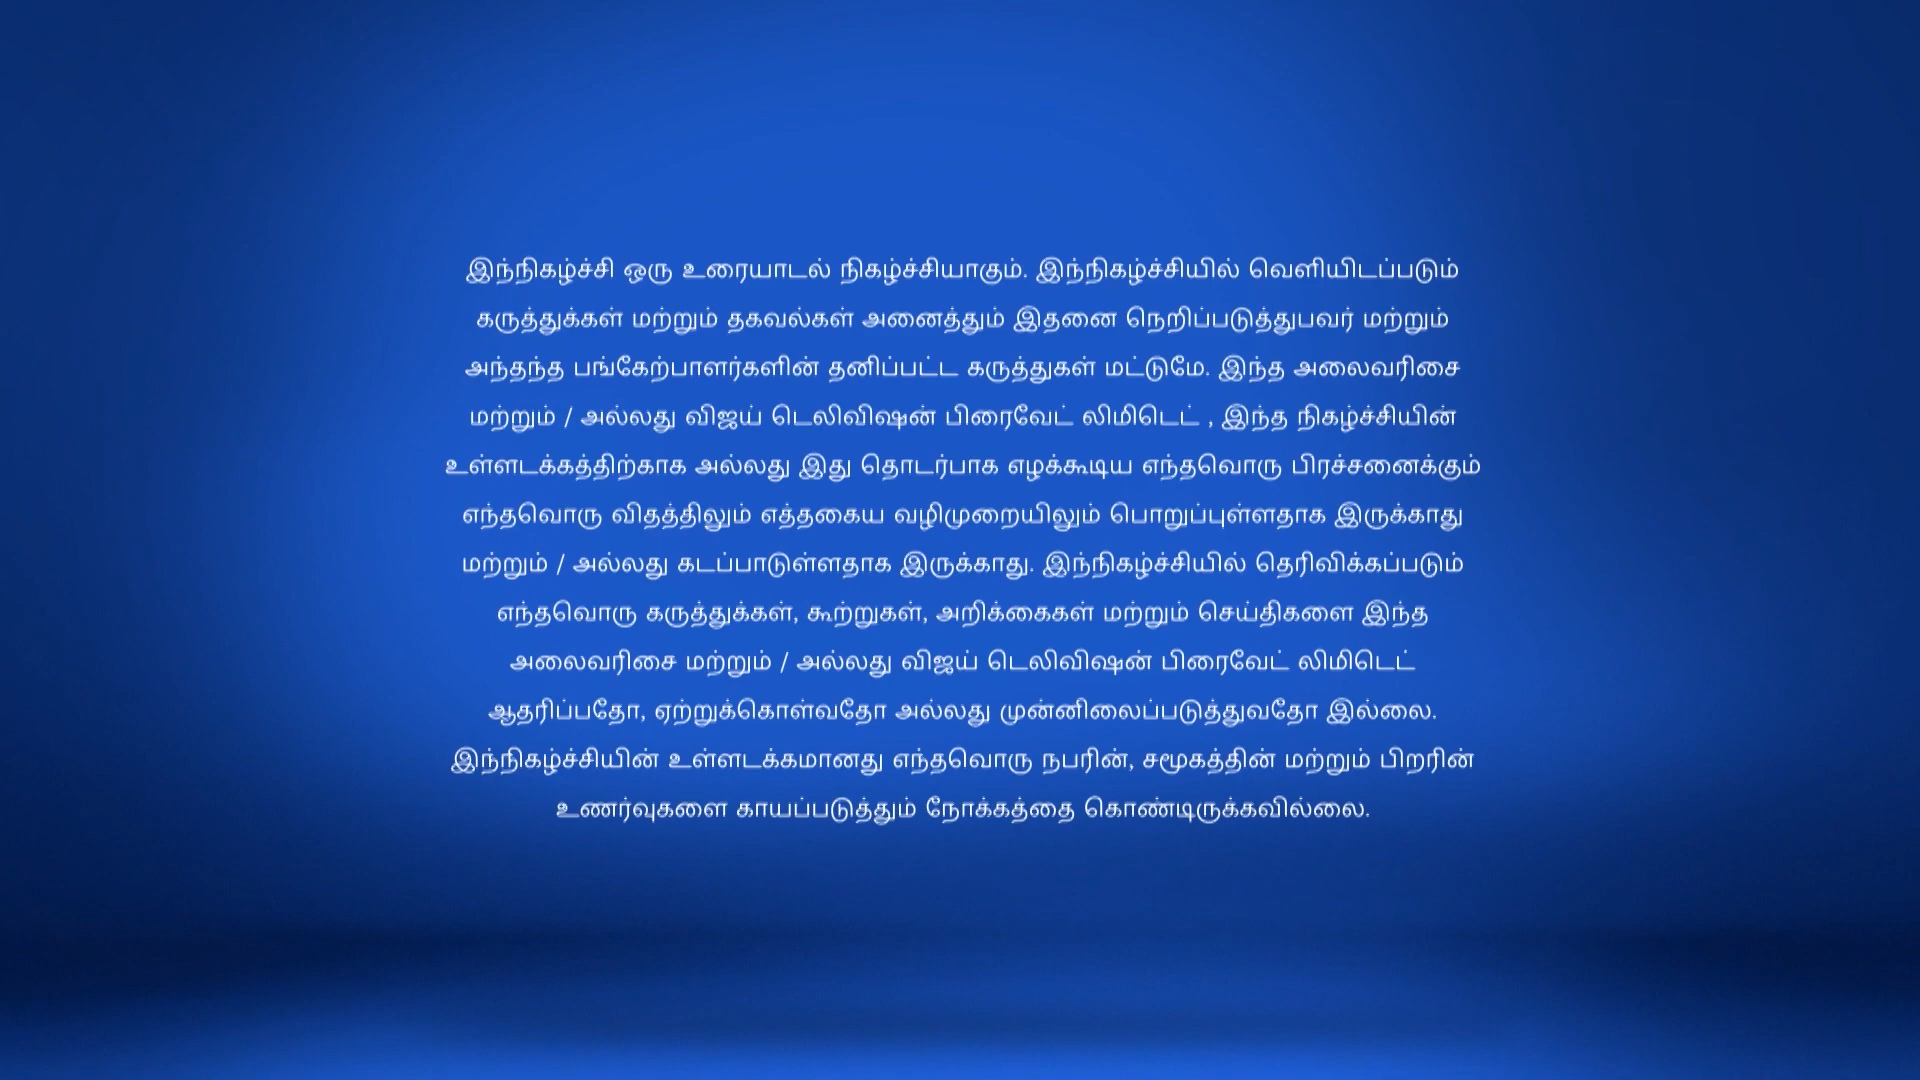 இந்நிகழ்ச்சி ஒரு உரையாடல் நிகழ்ச்சியாகும். இந்நிகழ்ச்சியில் வெளியிடப்படும்
கருத்துக்கள் மற்றும் தகவல்கள் அனைத்தும் இதனை நெறிப்படுத்துபவர் மற்றும்
அந்தந்த பங்கேற்பாளர்களின் தனிப்பட்ட கருத்துகள் மட்டுமே. இந்த அலைவரிசை
மற்றும் / அல்லது விஜய் டெலிவிஷன் பிரைவேட் லிமிடெட் , இந்த நிகழ்ச்சியின்
உள்ளடக்கத்திற்காக அல்லது இது தொடர்பாக எழக்கூடிய எந்தவொரு பிரச்சனைக்கும்
எந்தவொரு விதத்திலும் எத்தகைய வழிமுறையிலும் பொறுப்புள்ளதாக இருக்காது
மற்றும் / அல்லது கடப்பாடுள்ளதாக இருக்காது. இந்நிகழ்ச்சியில் தெரிவிக்கப்படும்
எந்தவொரு கருத்துக்கள், கூற்றுகள், அறிக்கைகள் மற்றும் செய்திகளை இந்த
அலைவரிசை மற்றும் / அல்லது விஜய் டெலிவிஷன் பிரைவேட் லிமிடெட்
ஆதரிப்பதோ, ஏற்றுக்கொள்வதோ அல்லது முன்னிலைப்படுத்துவதோ இல்லை.
இந்நிகழ்ச்சியின் உள்ளடக்கமானது எந்தவொரு நபரின், சமூகத்தின் மற்றும் பிறரின்
உணர்வுகளை காயப்படுத்தும் நோக்கத்தை கொண்டிருக்கவில்லை.